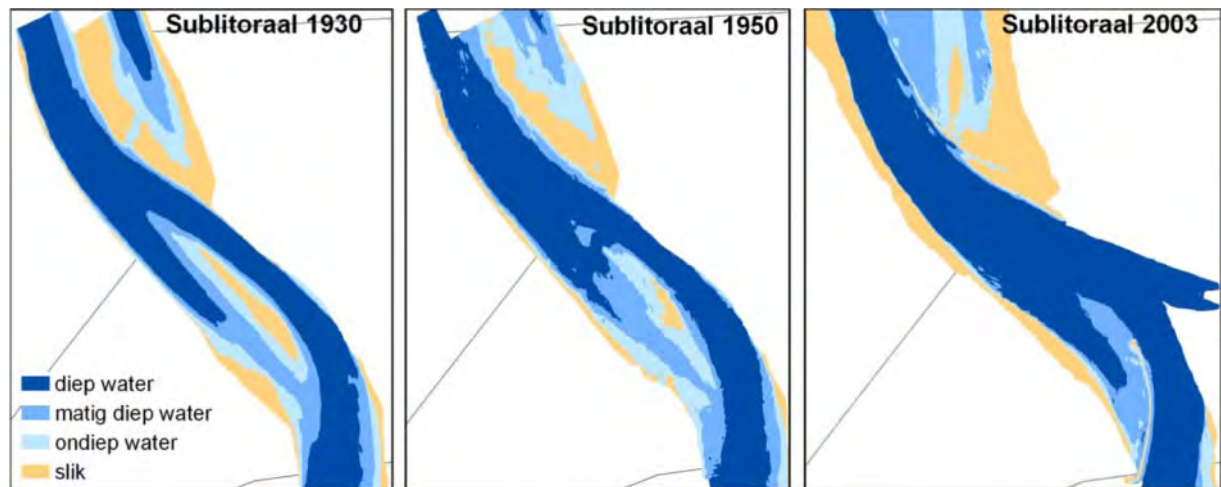 Sublitoraal 1930
Sublitoraal 1950
Sublitoraal 2003
diep water
matig diep water
ondiep water
slik